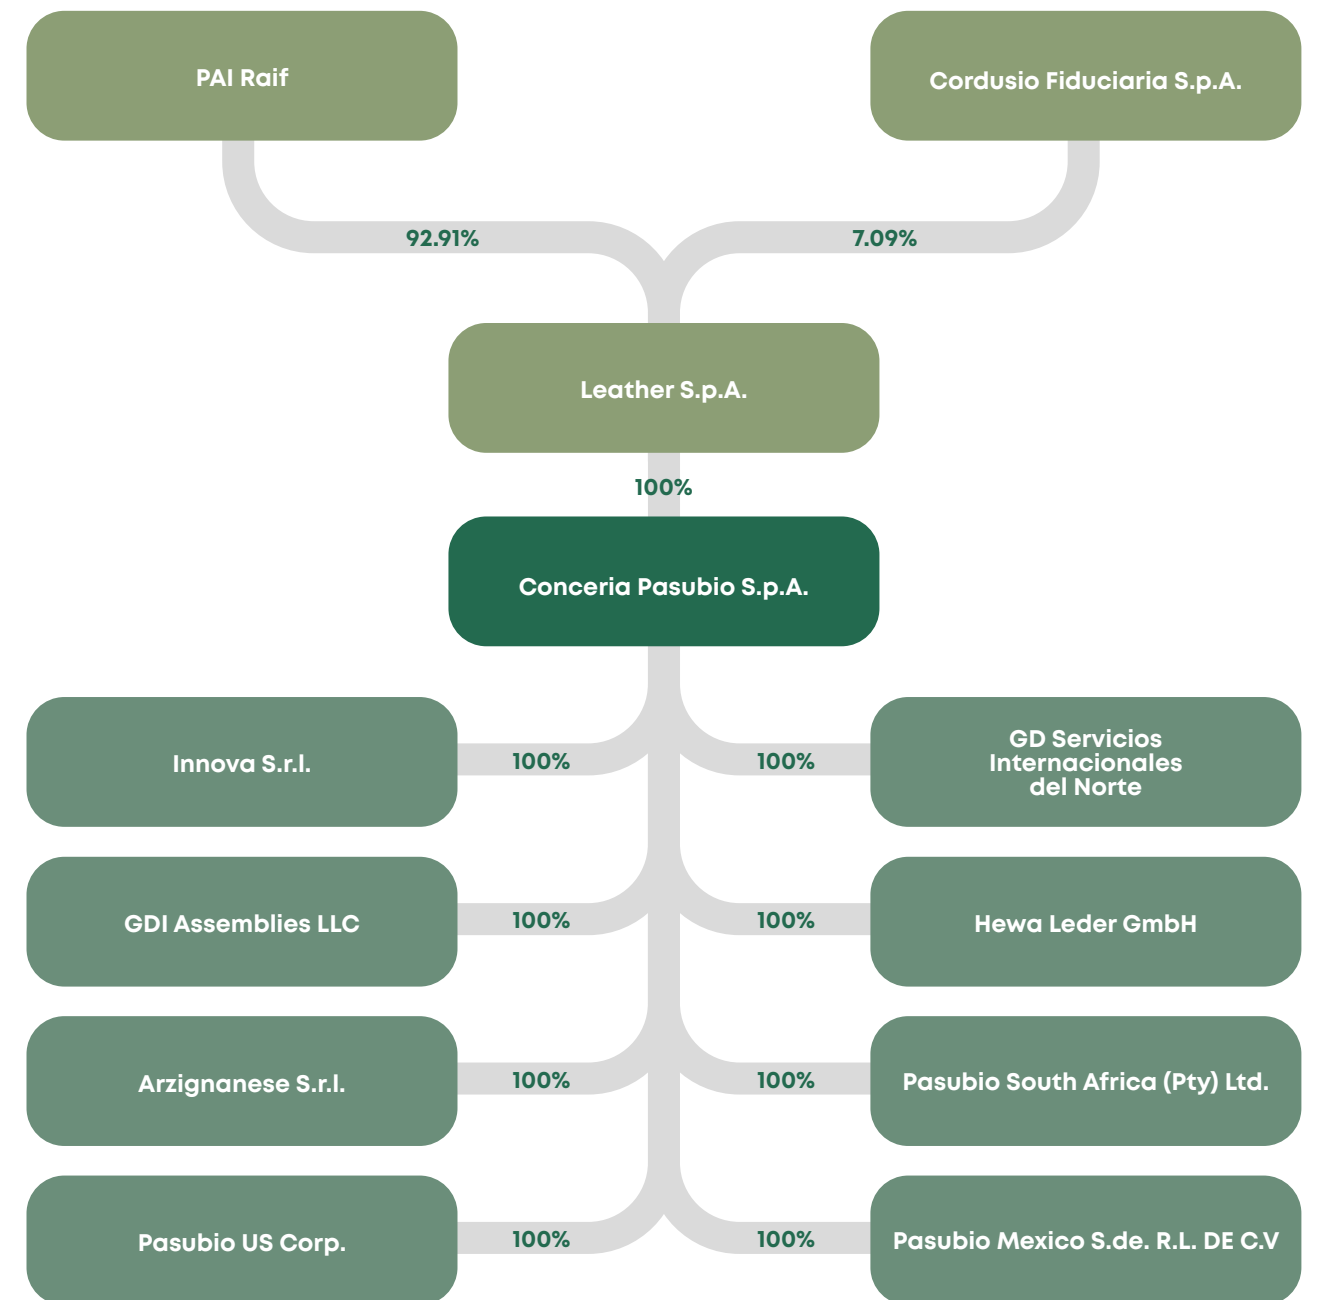 PAI Raif
Cordusio Fiduciaria S.p.A.
92.91%
7.09%
Leather S.p.A.
100%
Conceria Pasubio S.p.A.
Innova S.r.l.
100%
100%
GD Servicios
Internacionales
del Norte
GDI Assemblies LLC
100%
100%
Hewa Leder GmbH
Arzignanese S.r.l.
100%
100%
Pasubio South Africa (Pty) Ltd.
Pasubio US Corp.
100%
100%
Pasubio Mexico S.de. R.L. DE C.V